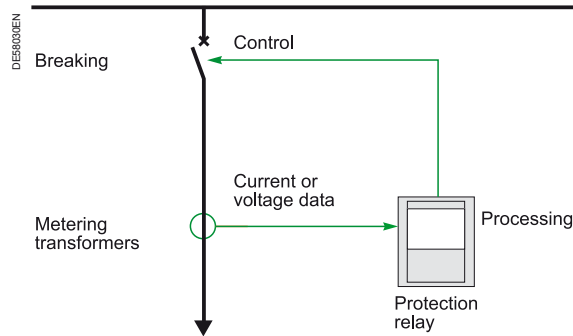 DE58030EN
Breaking
Control
Current or
voltage data
Metering
transformers
Processing
Protection
relay